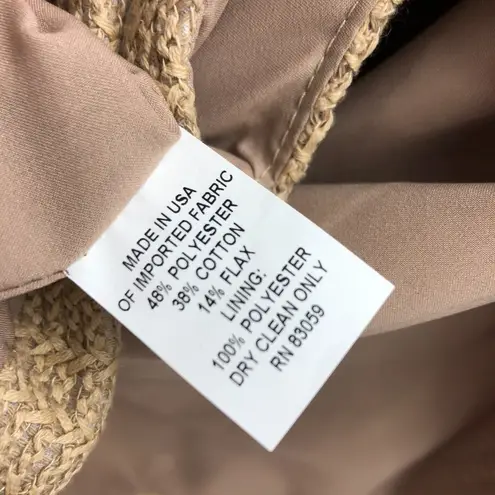 MADE IN USA
OF IMPORTED FABRIC
48% POLYESTER
38% COTTON
14% FLAX
LINING:
100% POLYESTER
DRY CLEAN ONLY
RN 83059